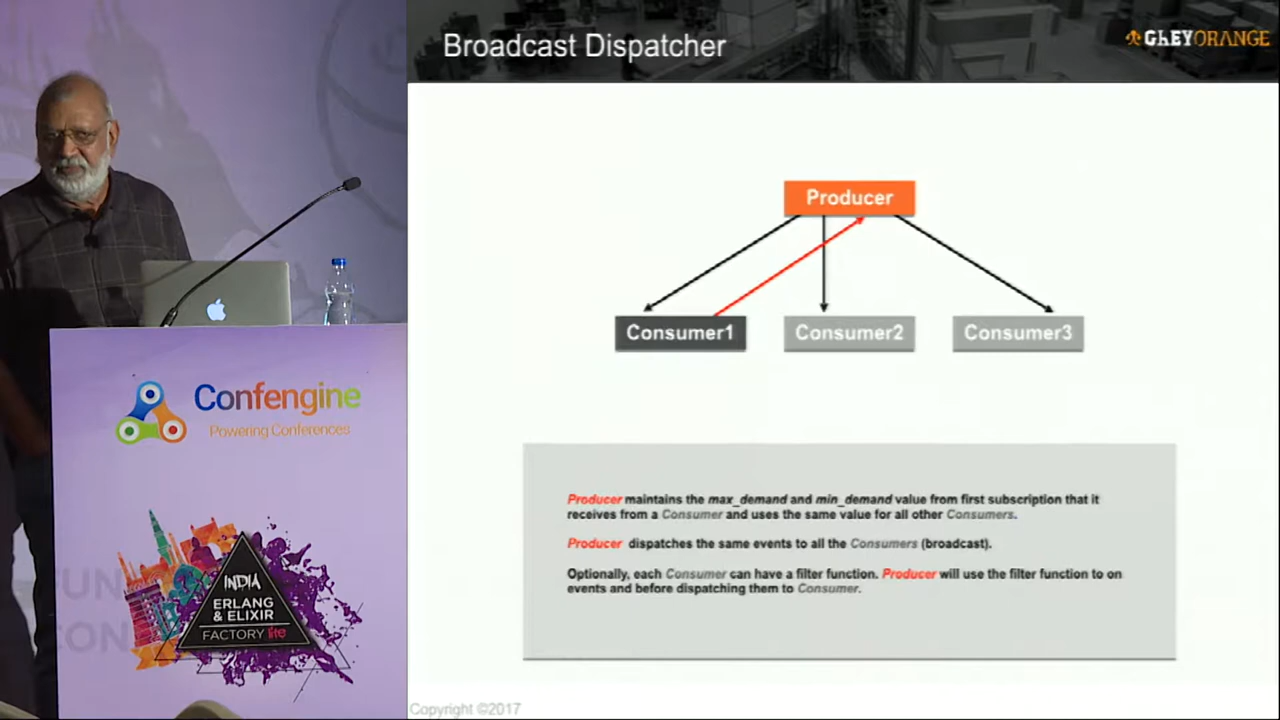 Broadcast Dispatcher
GREYORANGE
Producer
Consumer1
Consumer2
Consumer3
Producer maintains the max_demand and min_demand value from first subscription that it
receives from a Consumer and uses the same value for all other Consumers.
Producer dispatches the same events to all the Consumers (broadcast).
Optionally, each Consumer can have a filter function. Producer will use the filter function to on
events and before dispatching them to Consumer.
Copyright ©2017
Confengine
Powering Conferences
INDIA
ERLANG
& ELIXIR
FACTORY lite
FUN
CON